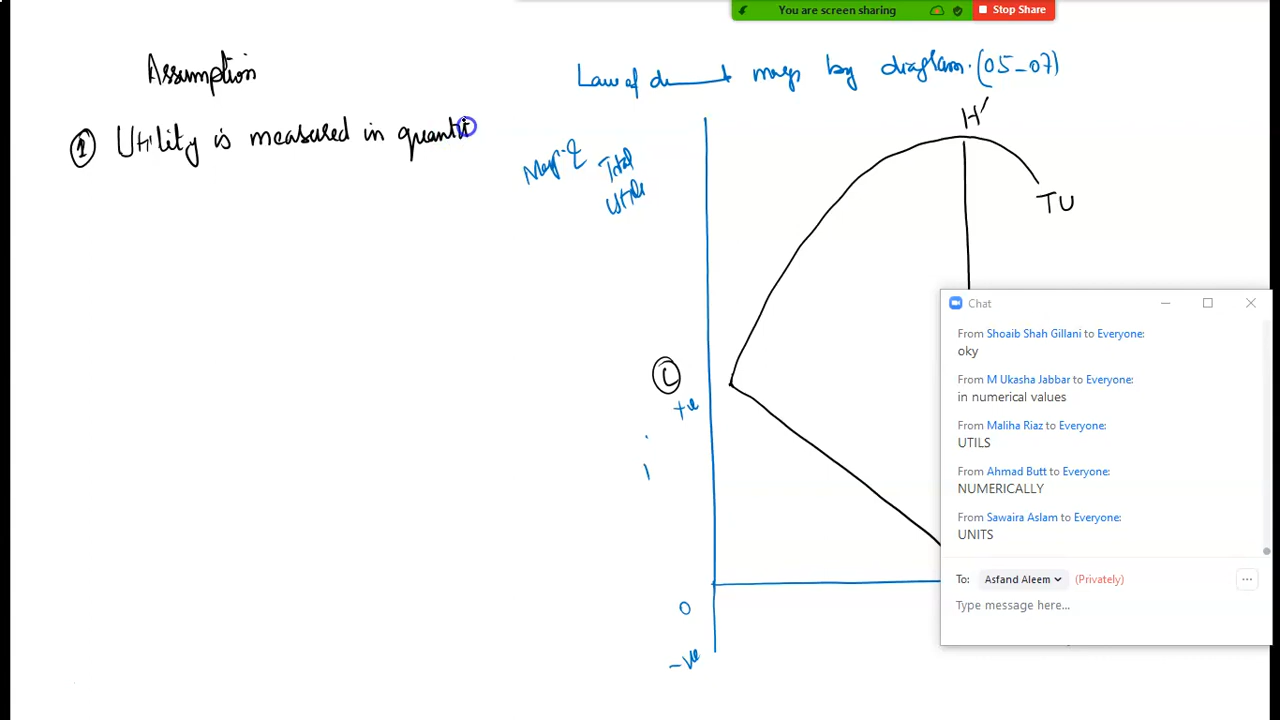 You are screen sharing
Stop Share
Assumption
Law of de d marg by diagram. (05-07)
① Utility is measured in quanti
Marg. &
Total
Utils
H'
TU
L
+ve
0
-ve
Chat
From Shoaib Shah Gillani to Everyone:
oky
From M Ukasha Jabbar to Everyone:
in numerical values
From Maliha Riaz to Everyone:
UTILS
From Ahmad Butt to Everyone:
NUMERICALLY
From Sawaira Aslam to Everyone:
UNITS
To: Asfand Aleem (Privately)
Type message here...